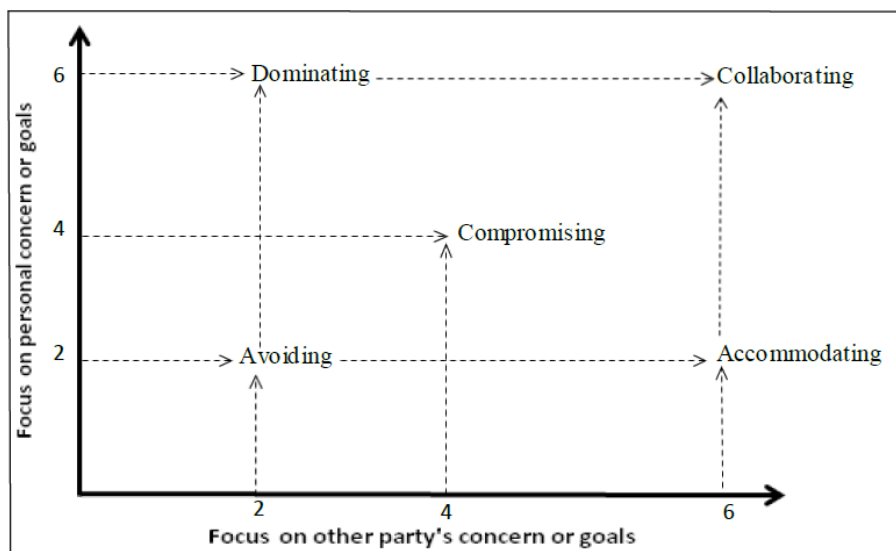 Focus on personal concern or goals
6
Dominating
Collaborating
4
Compromising
2
Avoiding
Accommodating
2
4
6
Focus on other party's concern or goals